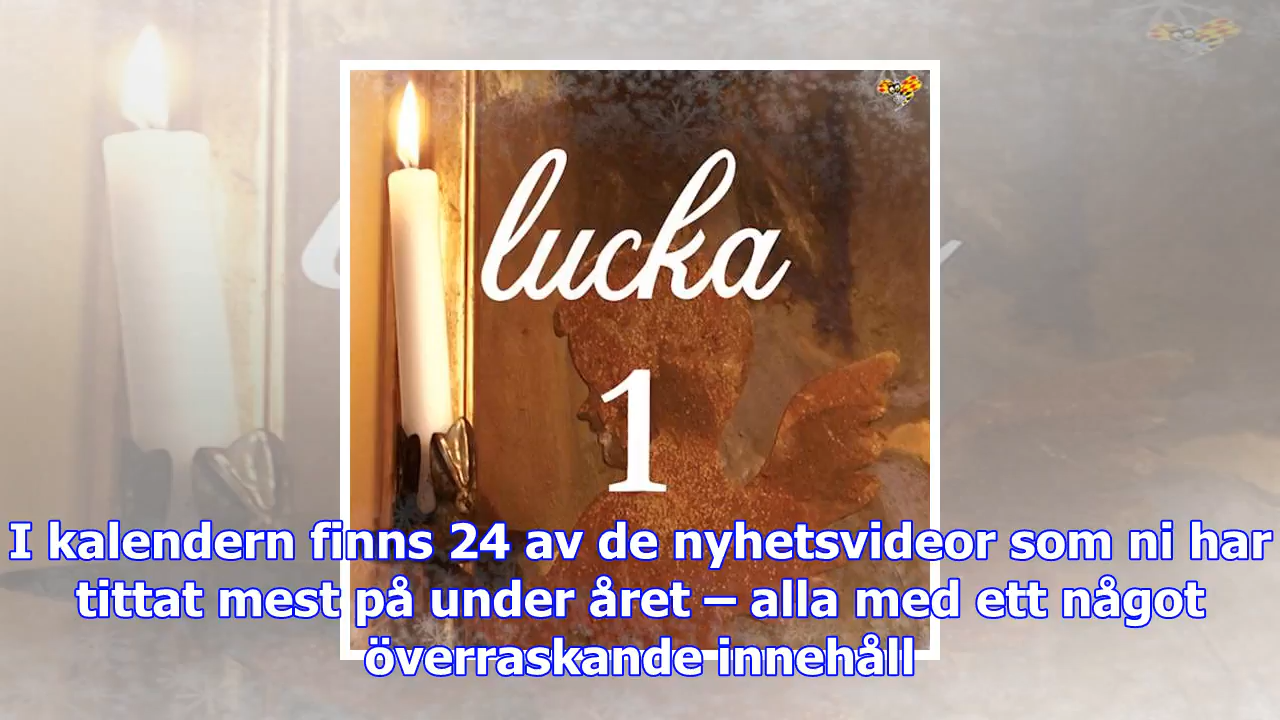 lucka
1
I kalendern finns 24 av de nyhetsvideor som ni har
tittat mest på under året – alla med ett något
överraskande innehåll